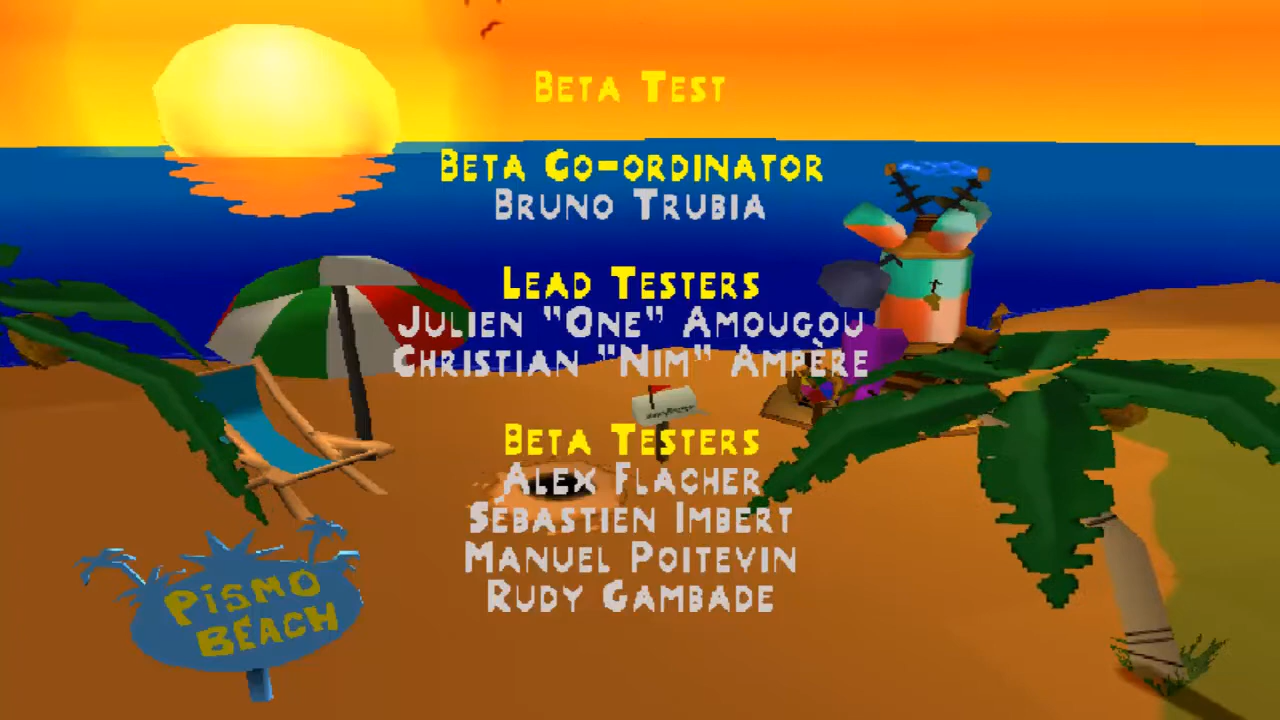 Beta Test
Beta Co-ordinator
Bruno Trubia
Lead Testers
Julien "One" Amougou
Christian "Nim" Ampère
Beta Testers
Alex Flacher
Sébastien Imbert
Manuel Poitevin
Rudy Gambade
Pismo
Beach